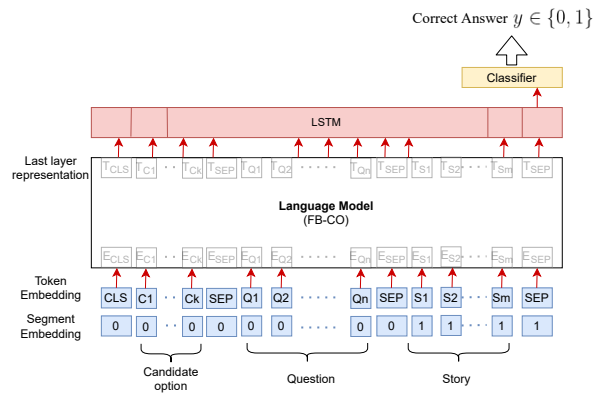 Correct Answer y ∈ {0, 1}
Classifier
LSTM
Last layer
representation
T_CLS T_C1 ..... T_Ck T_SEP T_Q1 T_Q2 ..... T_Qn T_SEP T_S1 T_S2 ..... T_Sm T_SEP
Language Model
(FB-CO)
E_CLS E_C1 ... E_Ck E_SEP E_Q1 E_Q2 ..... E_Qn E_SEP E_S1 E_S2 ..... E_Sm E_SEP
Token
Embedding
CLS C1 ... Ck SEP Q1 Q2 ...... Qn SEP S1 S2 ..... Sm SEP
Segment
Embedding
0 0 ... 0 0 0 0 ...... 0 0 1 1 ..... 1 1
Candidate
option
Question
Story